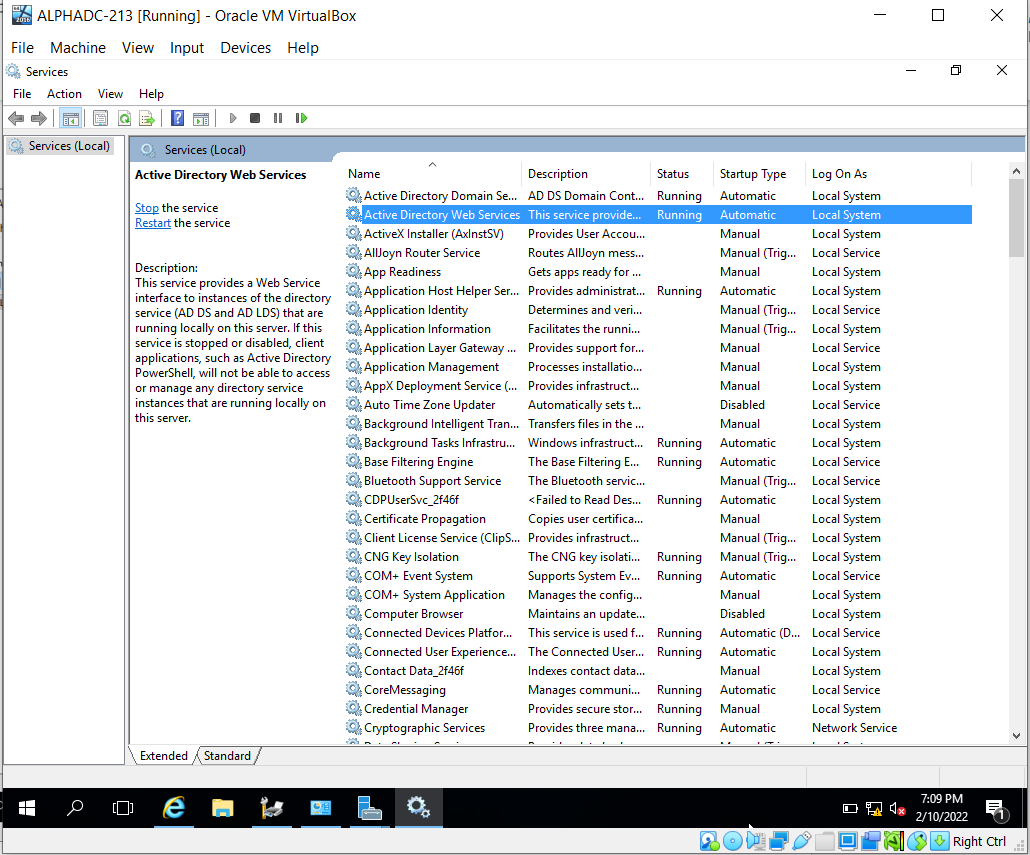 ALPHADC-213 [Running] - Oracle VM VirtualBox
File Machine View Input Devices Help
Services
File Action View Help
Services (Local)
Services (Local)
Active Directory Web Services
Stop the service
Restart the service
Description:
This service provides a Web Service
interface to instances of the directory
service (AD DS and AD LDS) that are
running locally on this server. If this
service is stopped or disabled, client
applications, such as Active Directory
PowerShell, will not be able to access
or manage any directory service
instances that are running locally on
this server.
Name Description Status Startup Type Log On As
Active Directory Domain Se... AD DS Domain Cont... Running Automatic Local System
Active Directory Web Services This service provide... Running Automatic Local System
ActiveX Installer (AxInstSV) Provides User Accou... Manual Local System
AllJoyn Router Service Routes AllJoyn mess... Manual (Trig... Local Service
App Readiness Gets apps ready for ... Manual Local System
Application Host Helper Ser... Provides administrat... Running Automatic Local System
Application Identity Determines and veri... Manual (Trig... Local Service
Application Information Facilitates the runni... Manual (Trig... Local System
Application Layer Gateway ... Provides support for... Manual Local Service
Application Management Processes installatio... Manual Local System
AppX Deployment Service (... Provides infrastruct... Manual Local System
Auto Time Zone Updater Automatically sets t... Disabled Local Service
Background Intelligent Tran... Transfers files in the ... Manual Local System
Background Tasks Infrastru... Windows infrastruct... Running Automatic Local System
Base Filtering Engine The Base Filtering E... Running Automatic Local Service
Bluetooth Support Service The Bluetooth servic... Manual (Trig... Local Service
CDPUserSvc_2f46f <Failed to Read Des... Running Automatic Local System
Certificate Propagation Copies user certifica... Manual Local System
Client License Service (ClipS... Provides infrastruct... Manual (Trig... Local System
CNG Key Isolation The CNG key isolati... Running Manual (Trig... Local System
COM+ Event System Supports System Ev... Running Automatic Local Service
COM+ System Application Manages the config... Manual Local System
Computer Browser Maintains an update... Disabled Local System
Connected Devices Platfor... This service is used f... Running Automatic (D... Local Service
Connected User Experience... The Connected User... Running Automatic Local System
Contact Data_2f46f Indexes contact data... Manual Local System
CoreMessaging Manages communi... Running Automatic Local Service
Credential Manager Provides secure stor... Running Manual Local System
Cryptographic Services Provides three mana... Running Automatic Network Service
Extended Standard
7:09 PM
2/10/2022
1
Right Ctrl